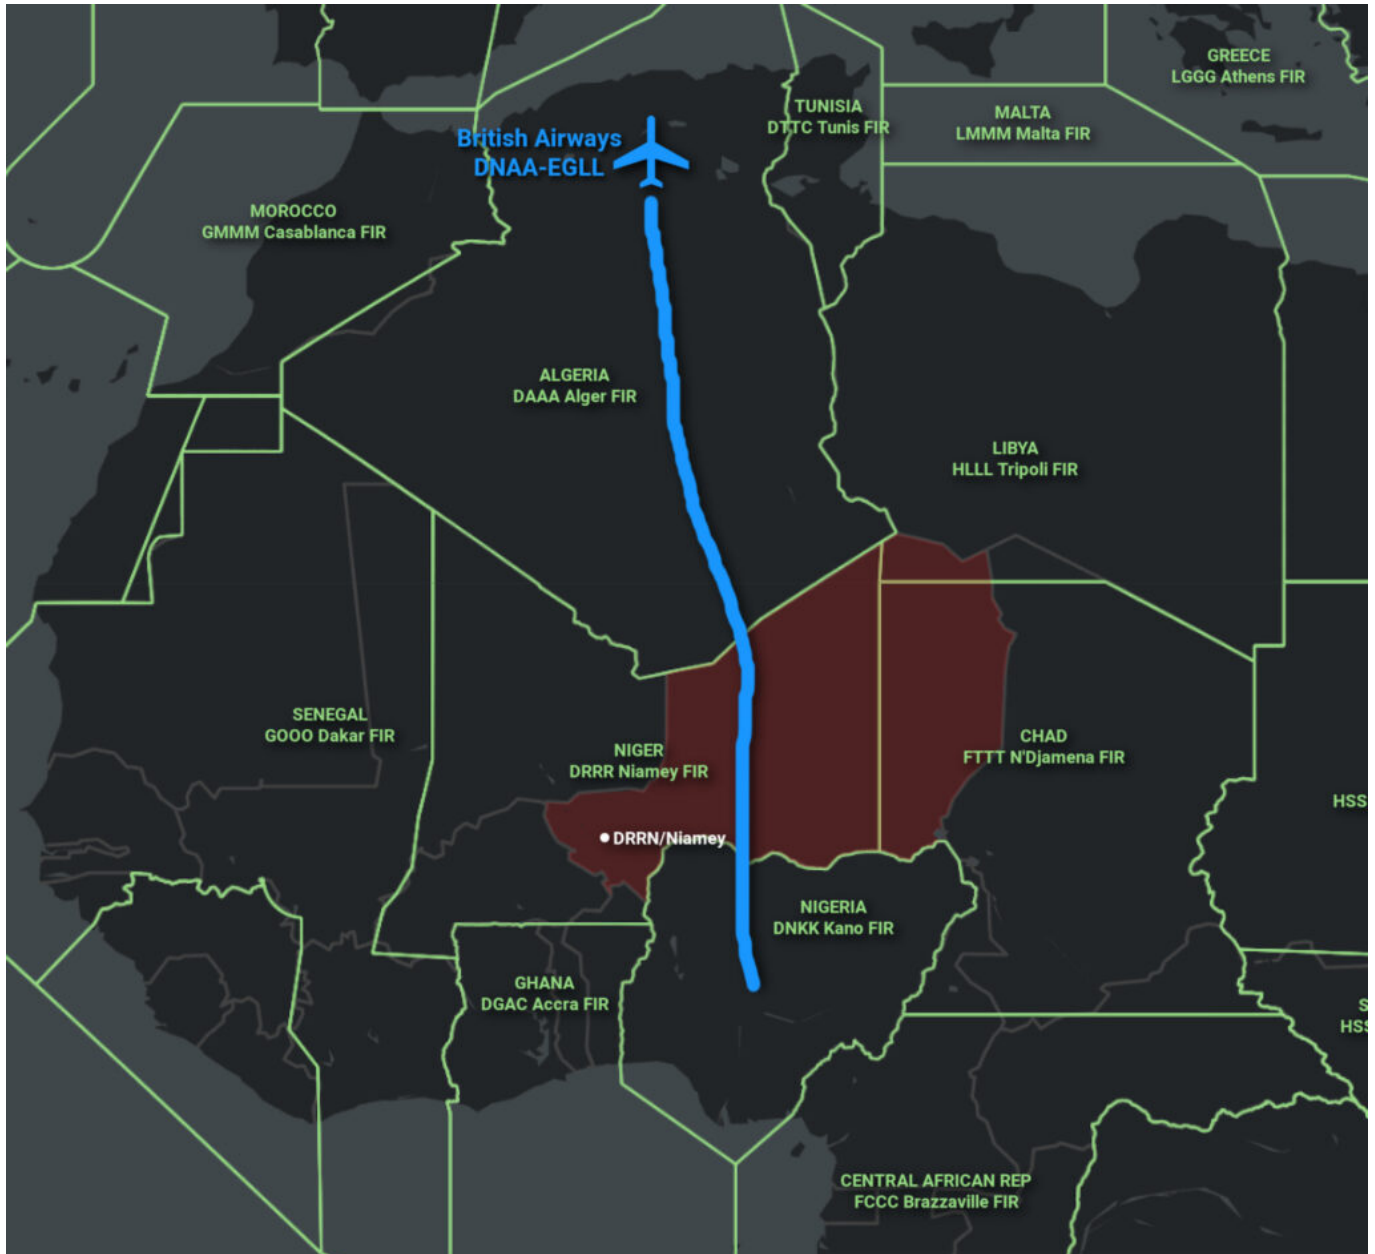 GREECE
LGGG Athens FIR
TUNISIA
DTTC Tunis FIR
MALTA
LMMM Malta FIR
British Airways
DNAA-EGLL
MOROCCO
GMMM Casablanca FIR
ALGERIA
DAAA Alger FIR
LIBYA
HLLL Tripoli FIR
SENEGAL
GOOO Dakar FIR
NIGER
DRRR Niamey FIR
CHAD
FTTT N'Djamena FIR
HSS
DRRN/Niamey
NIGERIA
DNKK Kano FIR
GHANA
DGAC Accra FIR
S
HSS
CENTRAL AFRICAN REP
FCCC Brazzaville FIR